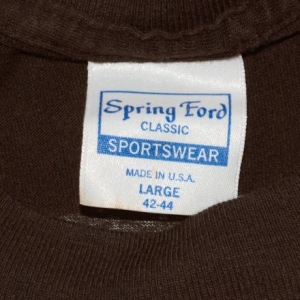 Spring Ford
CLASSIC
SPORTSWEAR
MADE IN U.S.A.
LARGE
42-44